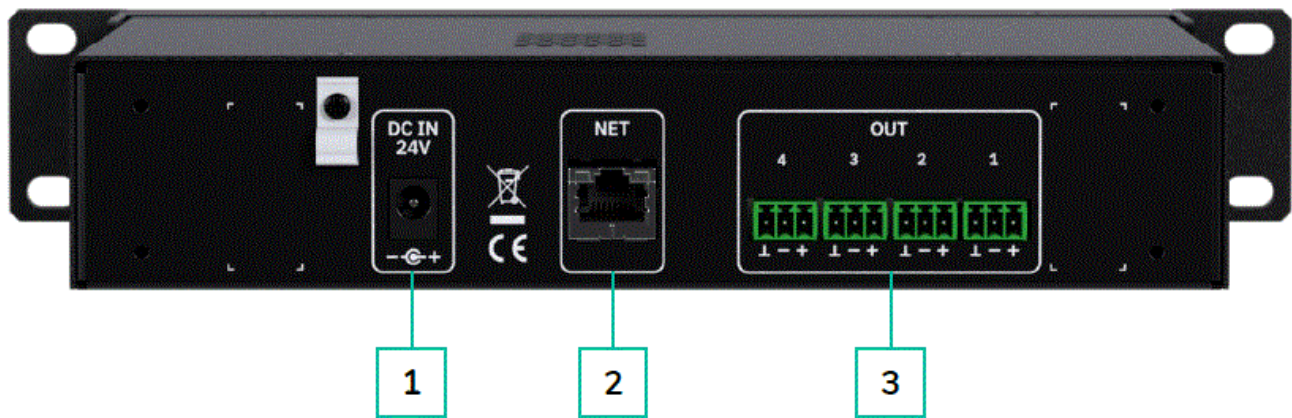 DC IN
24V
- +
NET
CE
OUT
4 3 2 1
⊥ - + ⊥ - + ⊥ - + ⊥ - +
1
2
3